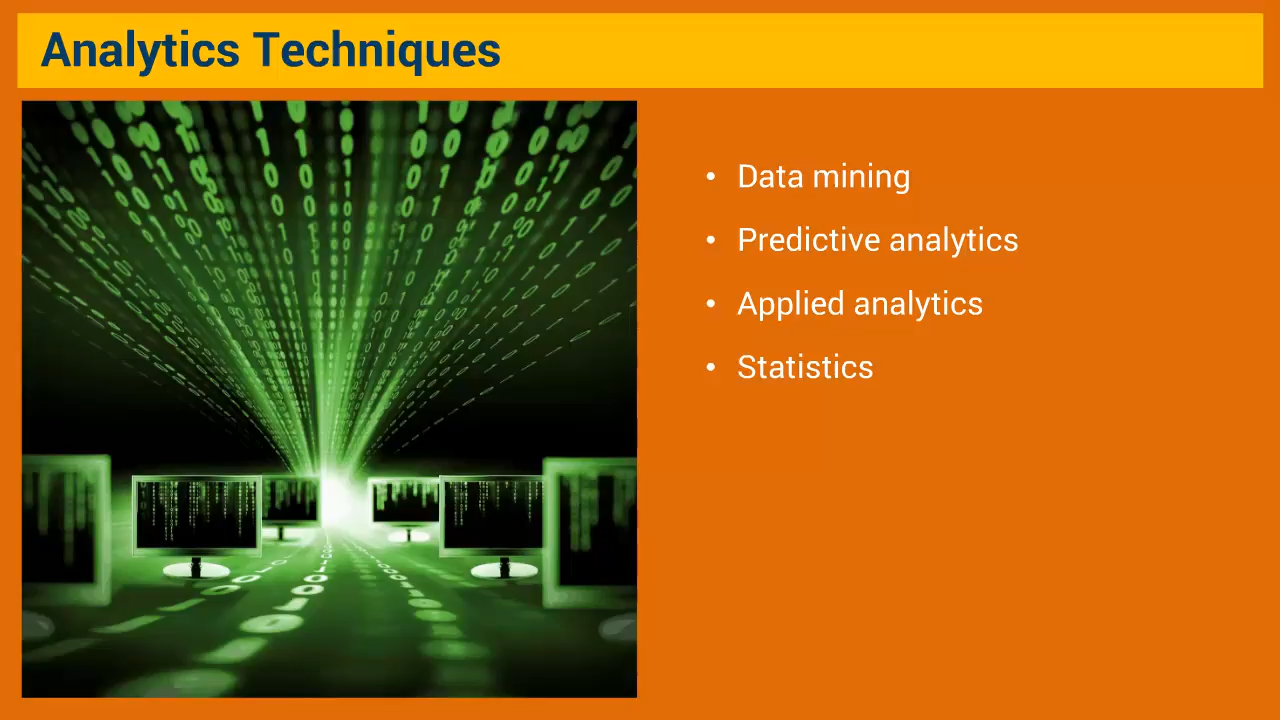 Analytics Techniques
• Data mining
• Predictive analytics
• Applied analytics
• Statistics